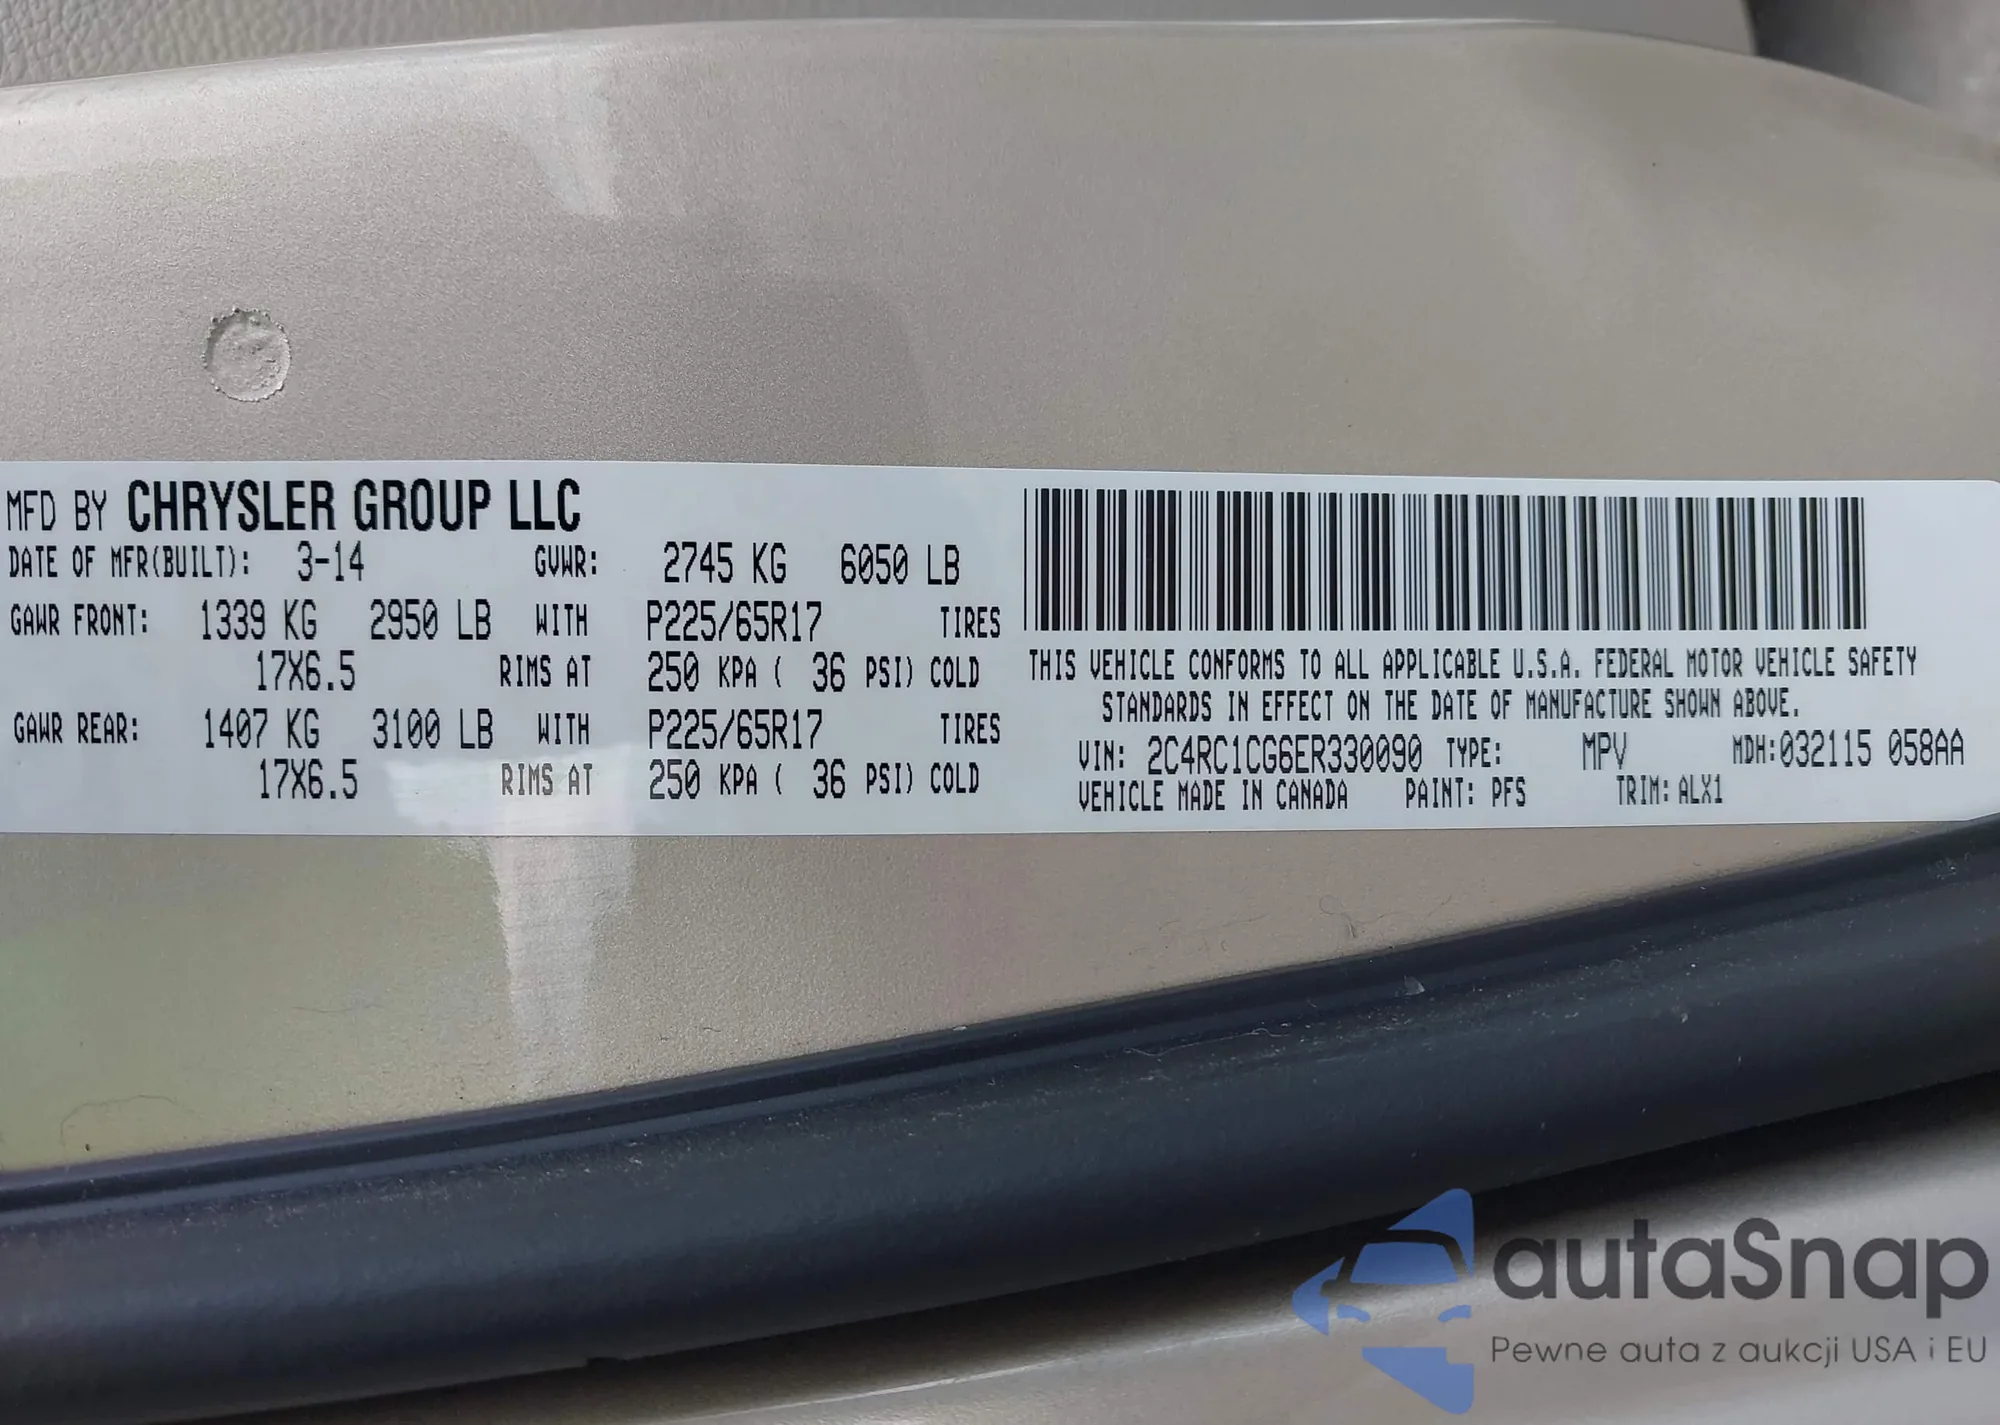 MFD BY CHRYSLER GROUP LLC
DATE OF MFR(BUILT): 3-14 GVWR: 2745 KG 6050 LB
GAWR FRONT: 1339 KG 2950 LB WITH P225/65R17 TIRES
17X6.5 RIMS AT 250 KPA ( 36 PSI) COLD
GAWR REAR: 1407 KG 3100 LB WITH P225/65R17 TIRES
17X6.5 RIMS AT 250 KPA ( 36 PSI) COLD
THIS VEHICLE CONFORMS TO ALL APPLICABLE U.S.A. FEDERAL MOTOR VEHICLE SAFETY
STANDARDS IN EFFECT ON THE DATE OF MANUFACTURE SHOWN ABOVE.
VIN: 2C4RC1CG6ER330090 TYPE: MPV MDH:032115 058AA
VEHICLE MADE IN CANADA PAINT: PFS TRIM: ALX1
autaSnap
Pewne auta z aukcji USA i EU